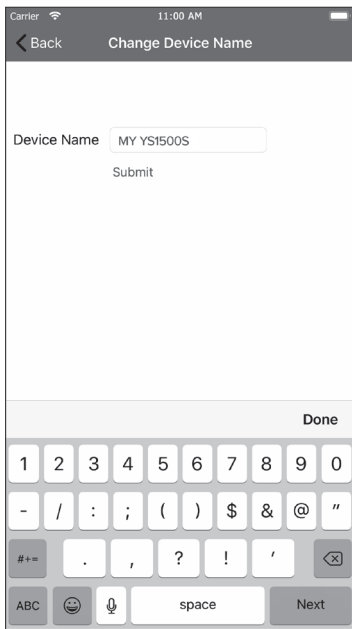 Carrier 11:00 AM
Back Change Device Name
Device Name MY YS1500S
Submit
Done
1 2 3 4 5 6 7 8 9 0
- / : ; ( ) $ & @ "
#+= . , ? ! '
ABC space Next